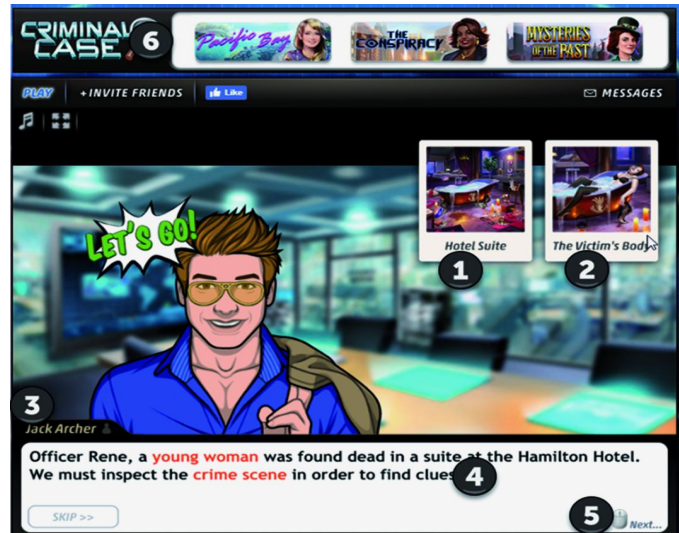 CRIMINAL
CASE
6
Pacific Bay
THE
CONSPIRACY
MYSTERIES
OF THE PAST
PLAY
+INVITE FRIENDS
Like
MESSAGES
LET'S GO!
Hotel Suite
The Victim's Body
1
2
3
Jack Archer
Officer Rene, a young woman was found dead in a suite at the Hamilton Hotel.
We must inspect the crime scene in order to find clues
4
SKIP >>
5
Next...